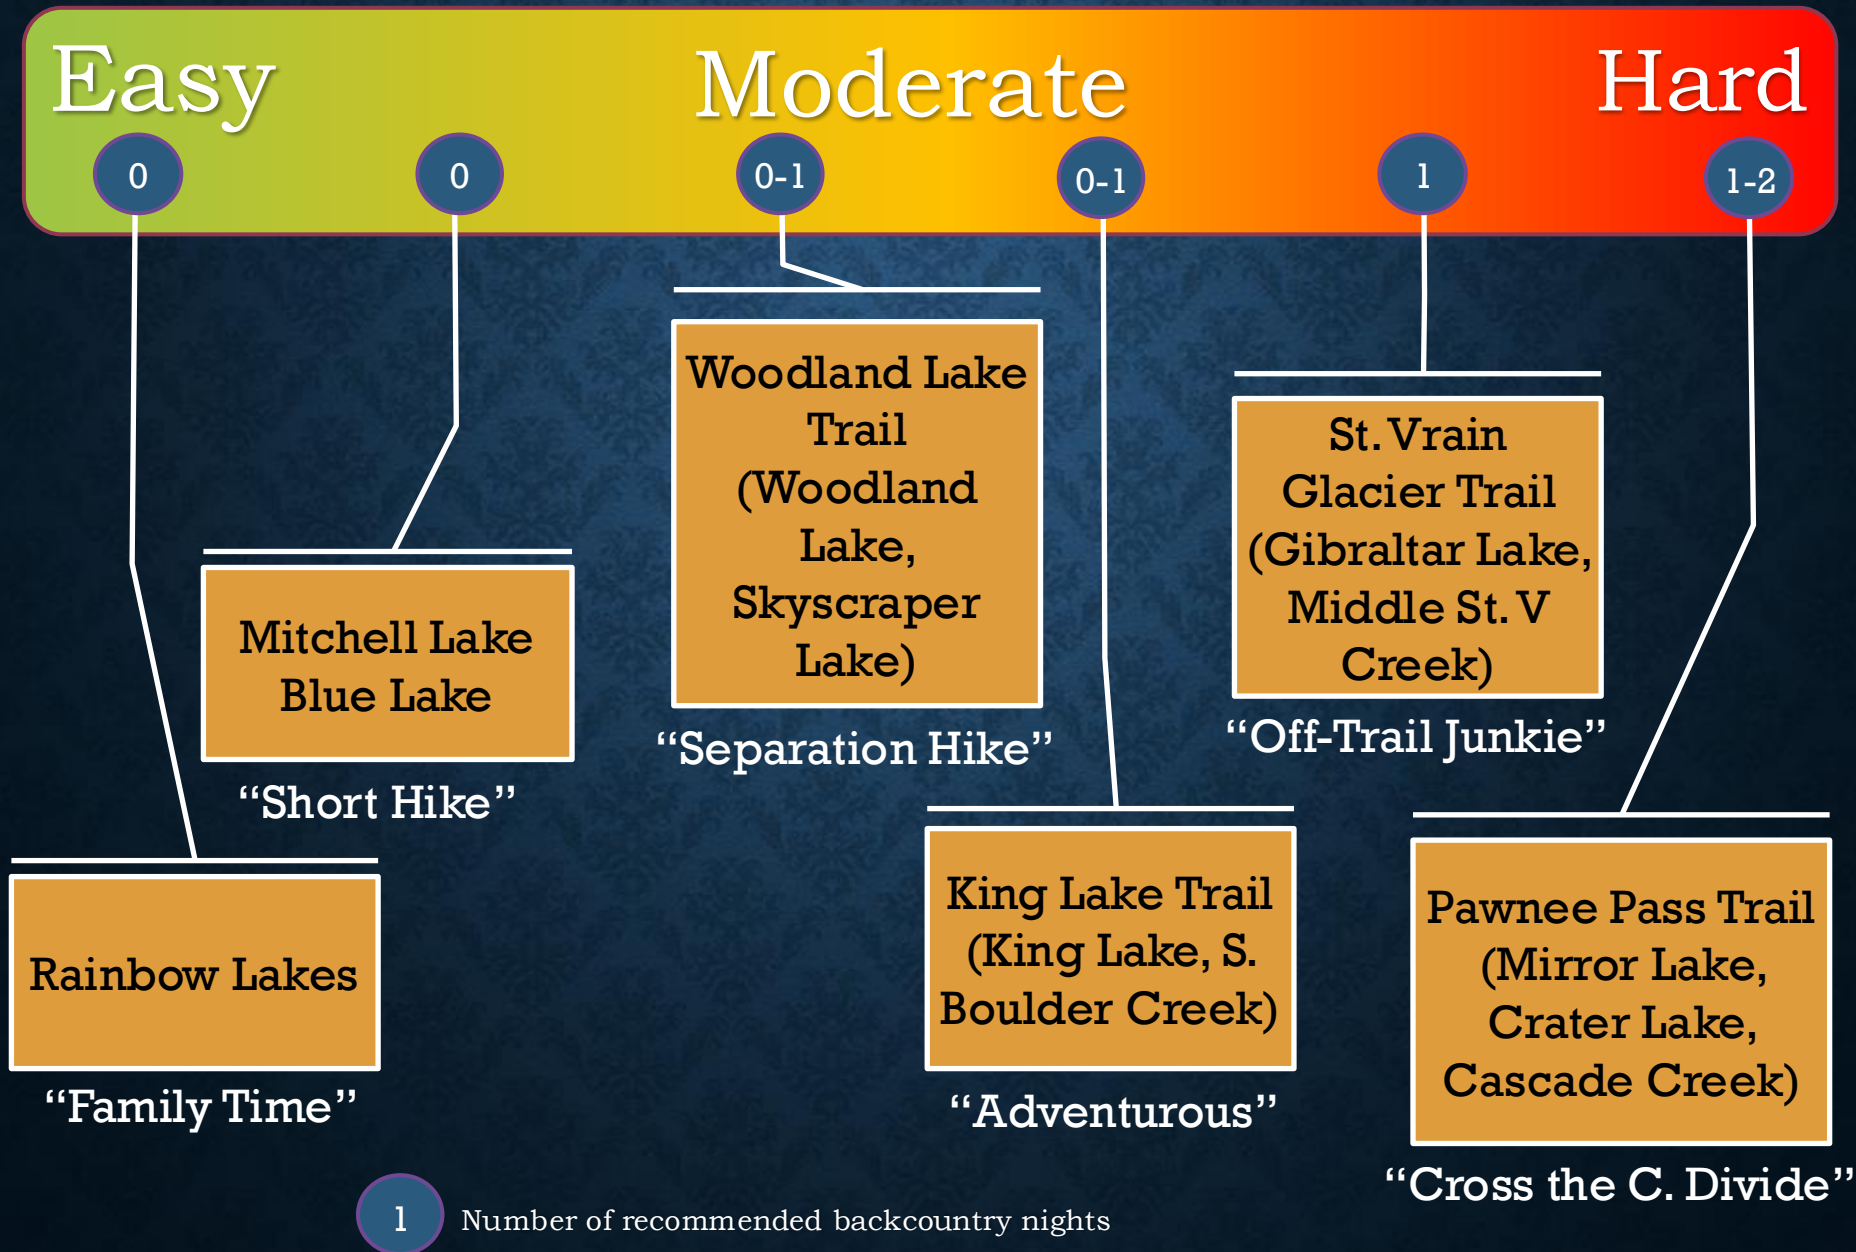 Easy
Moderate
Hard
0
0
0-1
0-1
1
1-2
Rainbow Lakes
“Family Time”
Mitchell Lake
Blue Lake
“Short Hike”
Woodland Lake
Trail
(Woodland
Lake,
Skyscraper
Lake)
“Separation Hike”
King Lake Trail
(King Lake, S.
Boulder Creek)
“Adventurous”
St. Vrain
Glacier Trail
(Gibraltar Lake,
Middle St. V
Creek)
“Off-Trail Junkie”
Pawnee Pass Trail
(Mirror Lake,
Crater Lake,
Cascade Creek)
“Cross the C. Divide”
1
Number of recommended backcountry nights